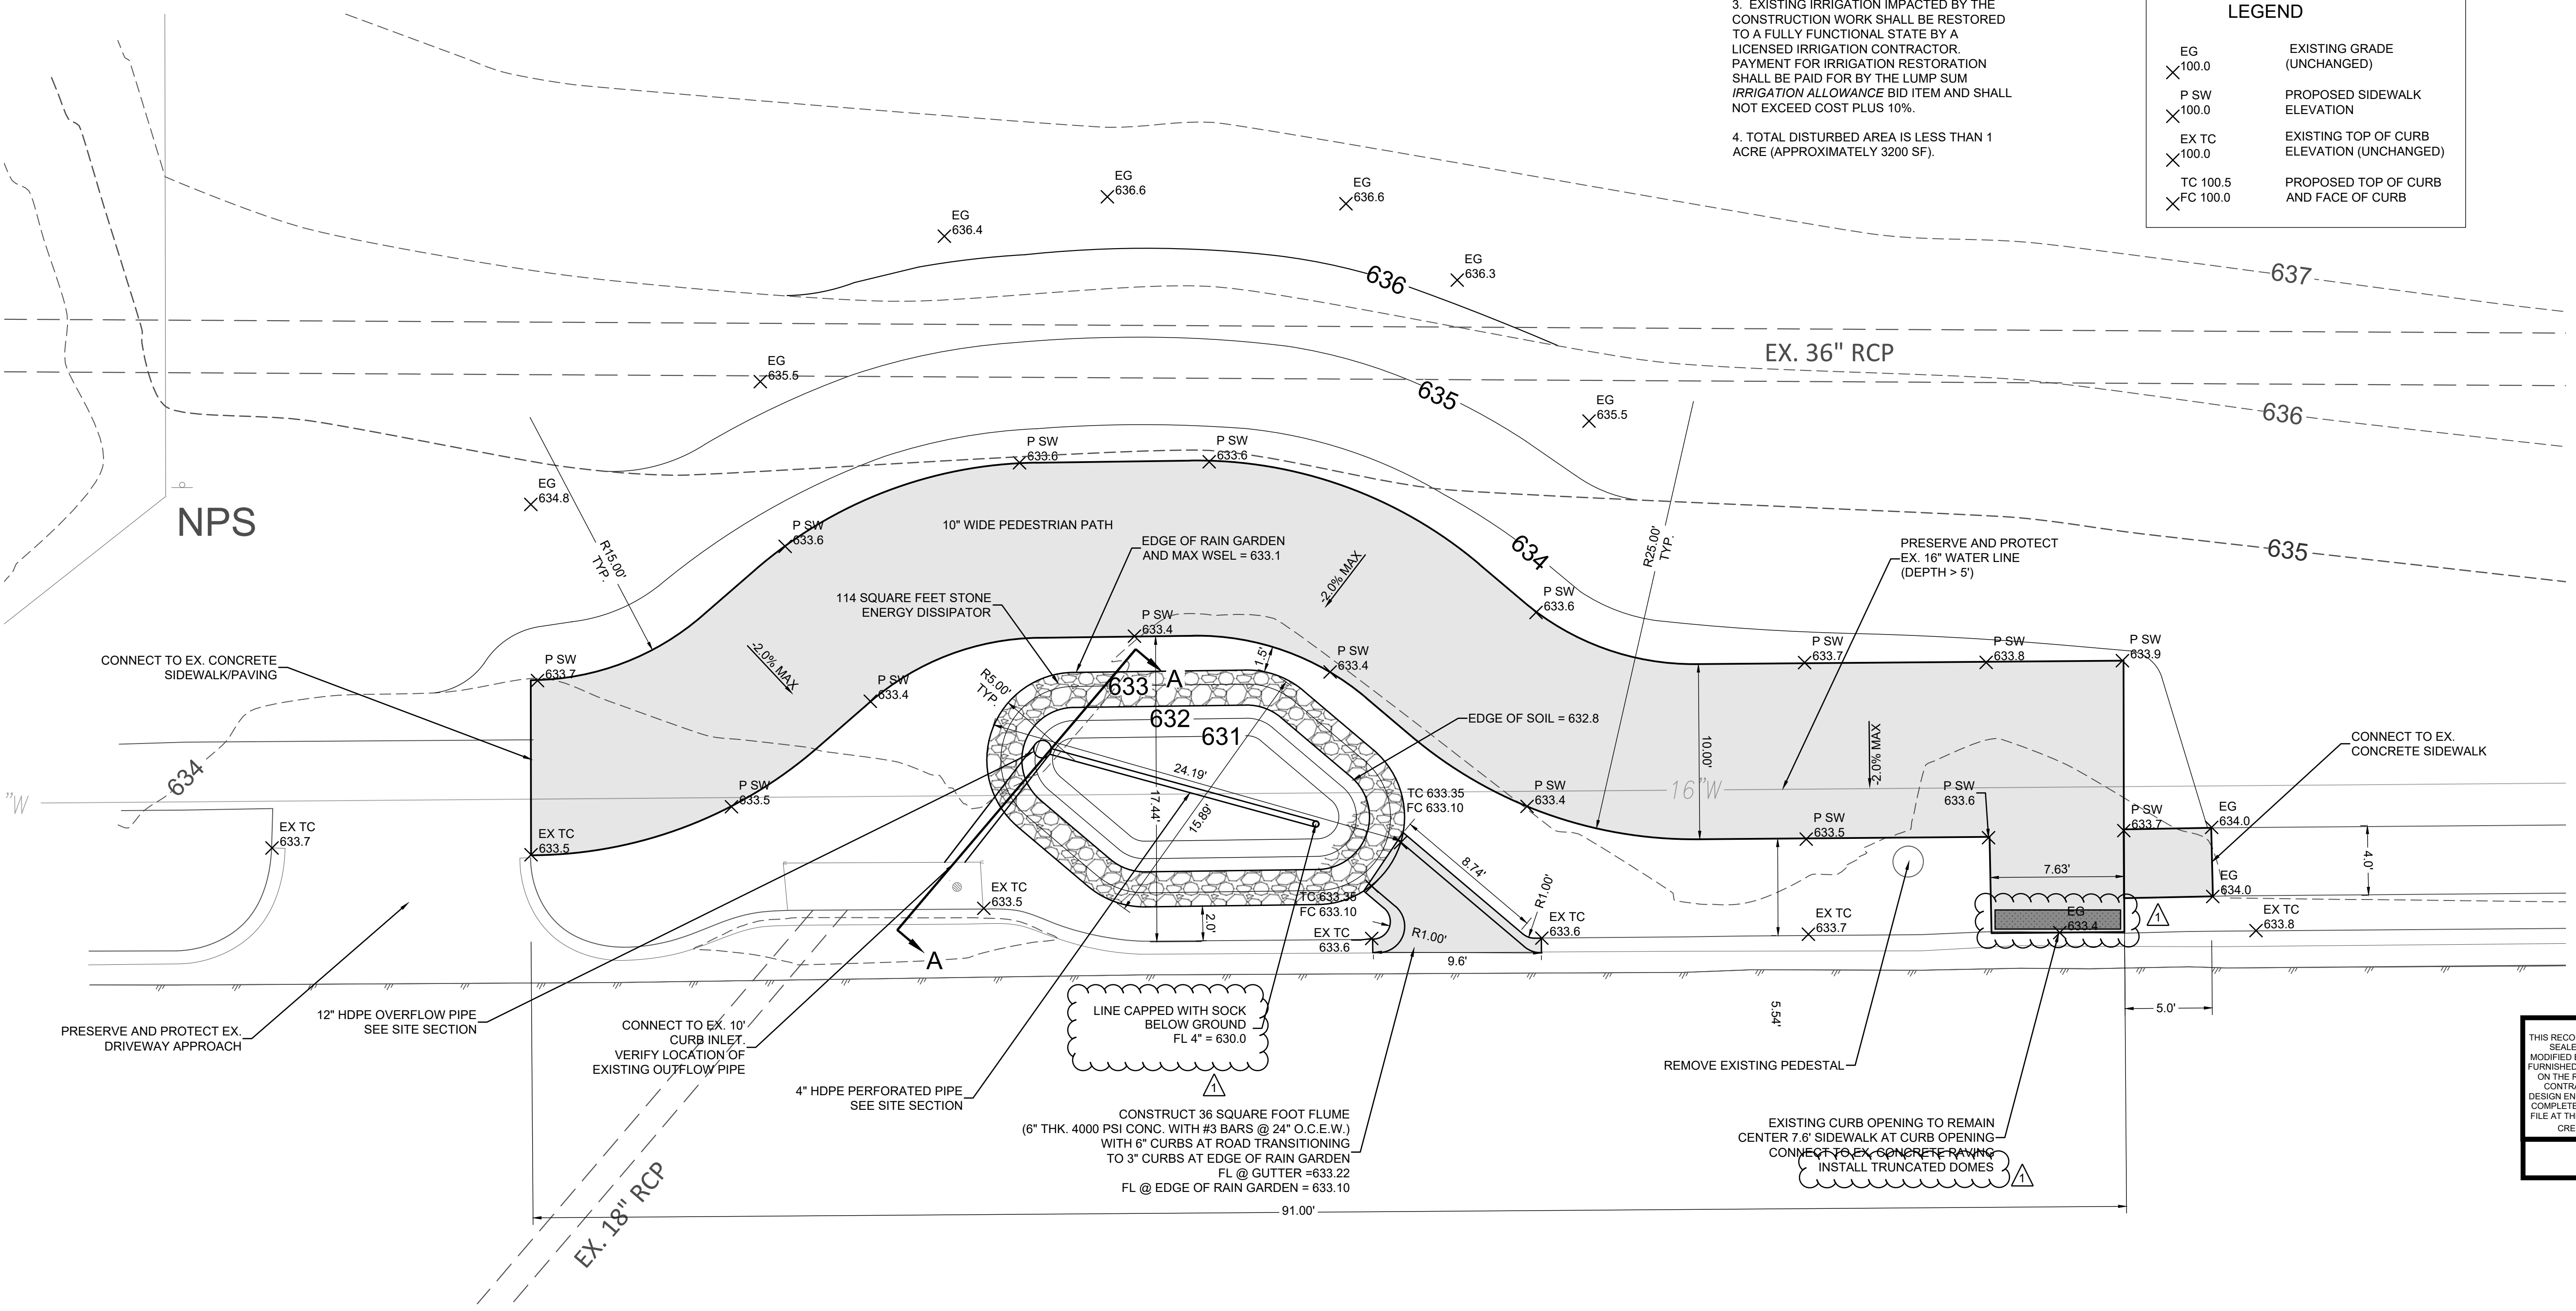 3. EXISTING IRRIGATION IMPACTED BY THE
CONSTRUCTION WORK SHALL BE RESTORED
TO A FULLY FUNCTIONAL STATE BY A
LICENSED IRRIGATION CONTRACTOR.
PAYMENT FOR IRRIGATION RESTORATION
SHALL BE PAID FOR BY THE LUMP SUM
IRRIGATION ALLOWANCE BID ITEM AND SHALL
NOT EXCEED COST PLUS 10%.
4. TOTAL DISTURBED AREA IS LESS THAN 1
ACRE (APPROXIMATELY 3200 SF).
LEGEND
EG
100.0
EXISTING GRADE
(UNCHANGED)
P SW
100.0
PROPOSED SIDEWALK
ELEVATION
EX TC
100.0
EXISTING TOP OF CURB
ELEVATION (UNCHANGED)
TC 100.5
FC 100.0
PROPOSED TOP OF CURB
AND FACE OF CURB
EG
636.6
EG
636.6
EG
636.4
EG
636.3
636
637
EX. 36" RCP
EG
635.5
635
EG
635.5
636
P SW
633.6
P SW
633.6
EG
634.8
NPS
10" WIDE PEDESTRIAN PATH
P SW
633.6
R15.00'
TYP.
EDGE OF RAIN GARDEN
AND MAX WSEL = 633.1
-2.0% MAX
634
R25.00'
TYP.
PRESERVE AND PROTECT
EX. 16" WATER LINE
(DEPTH > 5')
635
114 SQUARE FEET STONE
ENERGY DISSIPATOR
P SW
633.4
P SW
633.6
CONNECT TO EX. CONCRETE
SIDEWALK/PAVING
P SW
633.7
-2.0% MAX
P SW
633.4
R5.00'
TYP.
633
A
1.5'
P SW
633.4
P SW
633.7
P SW
633.8
P SW
633.9
632
631
EDGE OF SOIL = 632.8
10.00'
-2.0% MAX
CONNECT TO EX.
CONCRETE SIDEWALK
634
"W
24.19'
17.44'
15.89'
TC 633.35
FC 633.10
P SW
633.4
16"W
P SW
633.6
P SW
633.5
EX TC
633.7
EX TC
633.5
P SW
633.5
P SW
633.7
EG
634.0
4.0'
7.63'
EG
634.0
8.74'
R1.00'
EX TC
633.5
TC 633.35
FC 633.10
2.0'
EX TC
633.6
R1.00'
9.6'
EX TC
633.6
EX TC
633.7
EG
633.4
1
EX TC
633.8
A
5.54'
5.0'
PRESERVE AND PROTECT EX.
DRIVEWAY APPROACH
12" HDPE OVERFLOW PIPE
SEE SITE SECTION
CONNECT TO EX. 10'
CURB INLET.
VERIFY LOCATION OF
EXISTING OUTFLOW PIPE
LINE CAPPED WITH SOCK
BELOW GROUND
FL 4" = 630.0
1
4" HDPE PERFORATED PIPE
SEE SITE SECTION
REMOVE EXISTING PEDESTAL
CONSTRUCT 36 SQUARE FOOT FLUME
(6" THK. 4000 PSI CONC. WITH #3 BARS @ 24" O.C.E.W.)
WITH 6" CURBS AT ROAD TRANSITIONING
TO 3" CURBS AT EDGE OF RAIN GARDEN
FL @ GUTTER =633.22
FL @ EDGE OF RAIN GARDEN = 633.10
EXISTING CURB OPENING TO REMAIN
CENTER 7.6' SIDEWALK AT CURB OPENING
CONNECT TO EX. CONCRETE PAVING
INSTALL TRUNCATED DOMES
1
EX. 18" RCP
91.00'
THIS RECO
SEALE
MODIFIED
FURNISHED
ON THE
CONTRA
DESIGN EN
COMPLETE
FILE AT TH
CRE